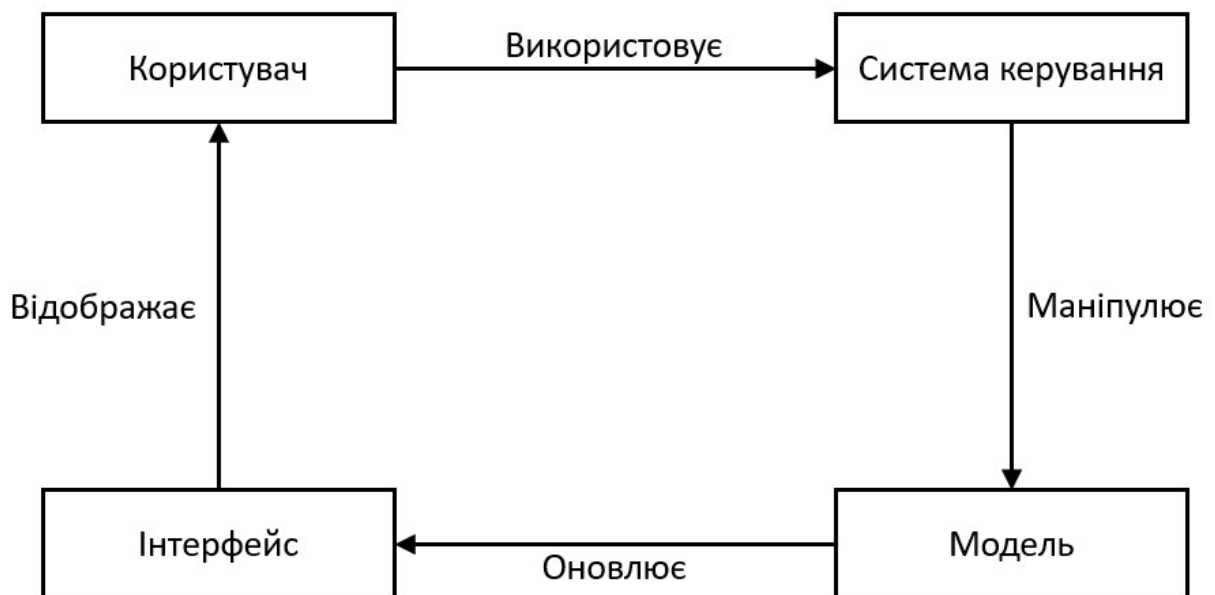 Користувач
Використовує
Система керування
Відображає
Маніпулює
Інтерфейс
Оновлює
Модель